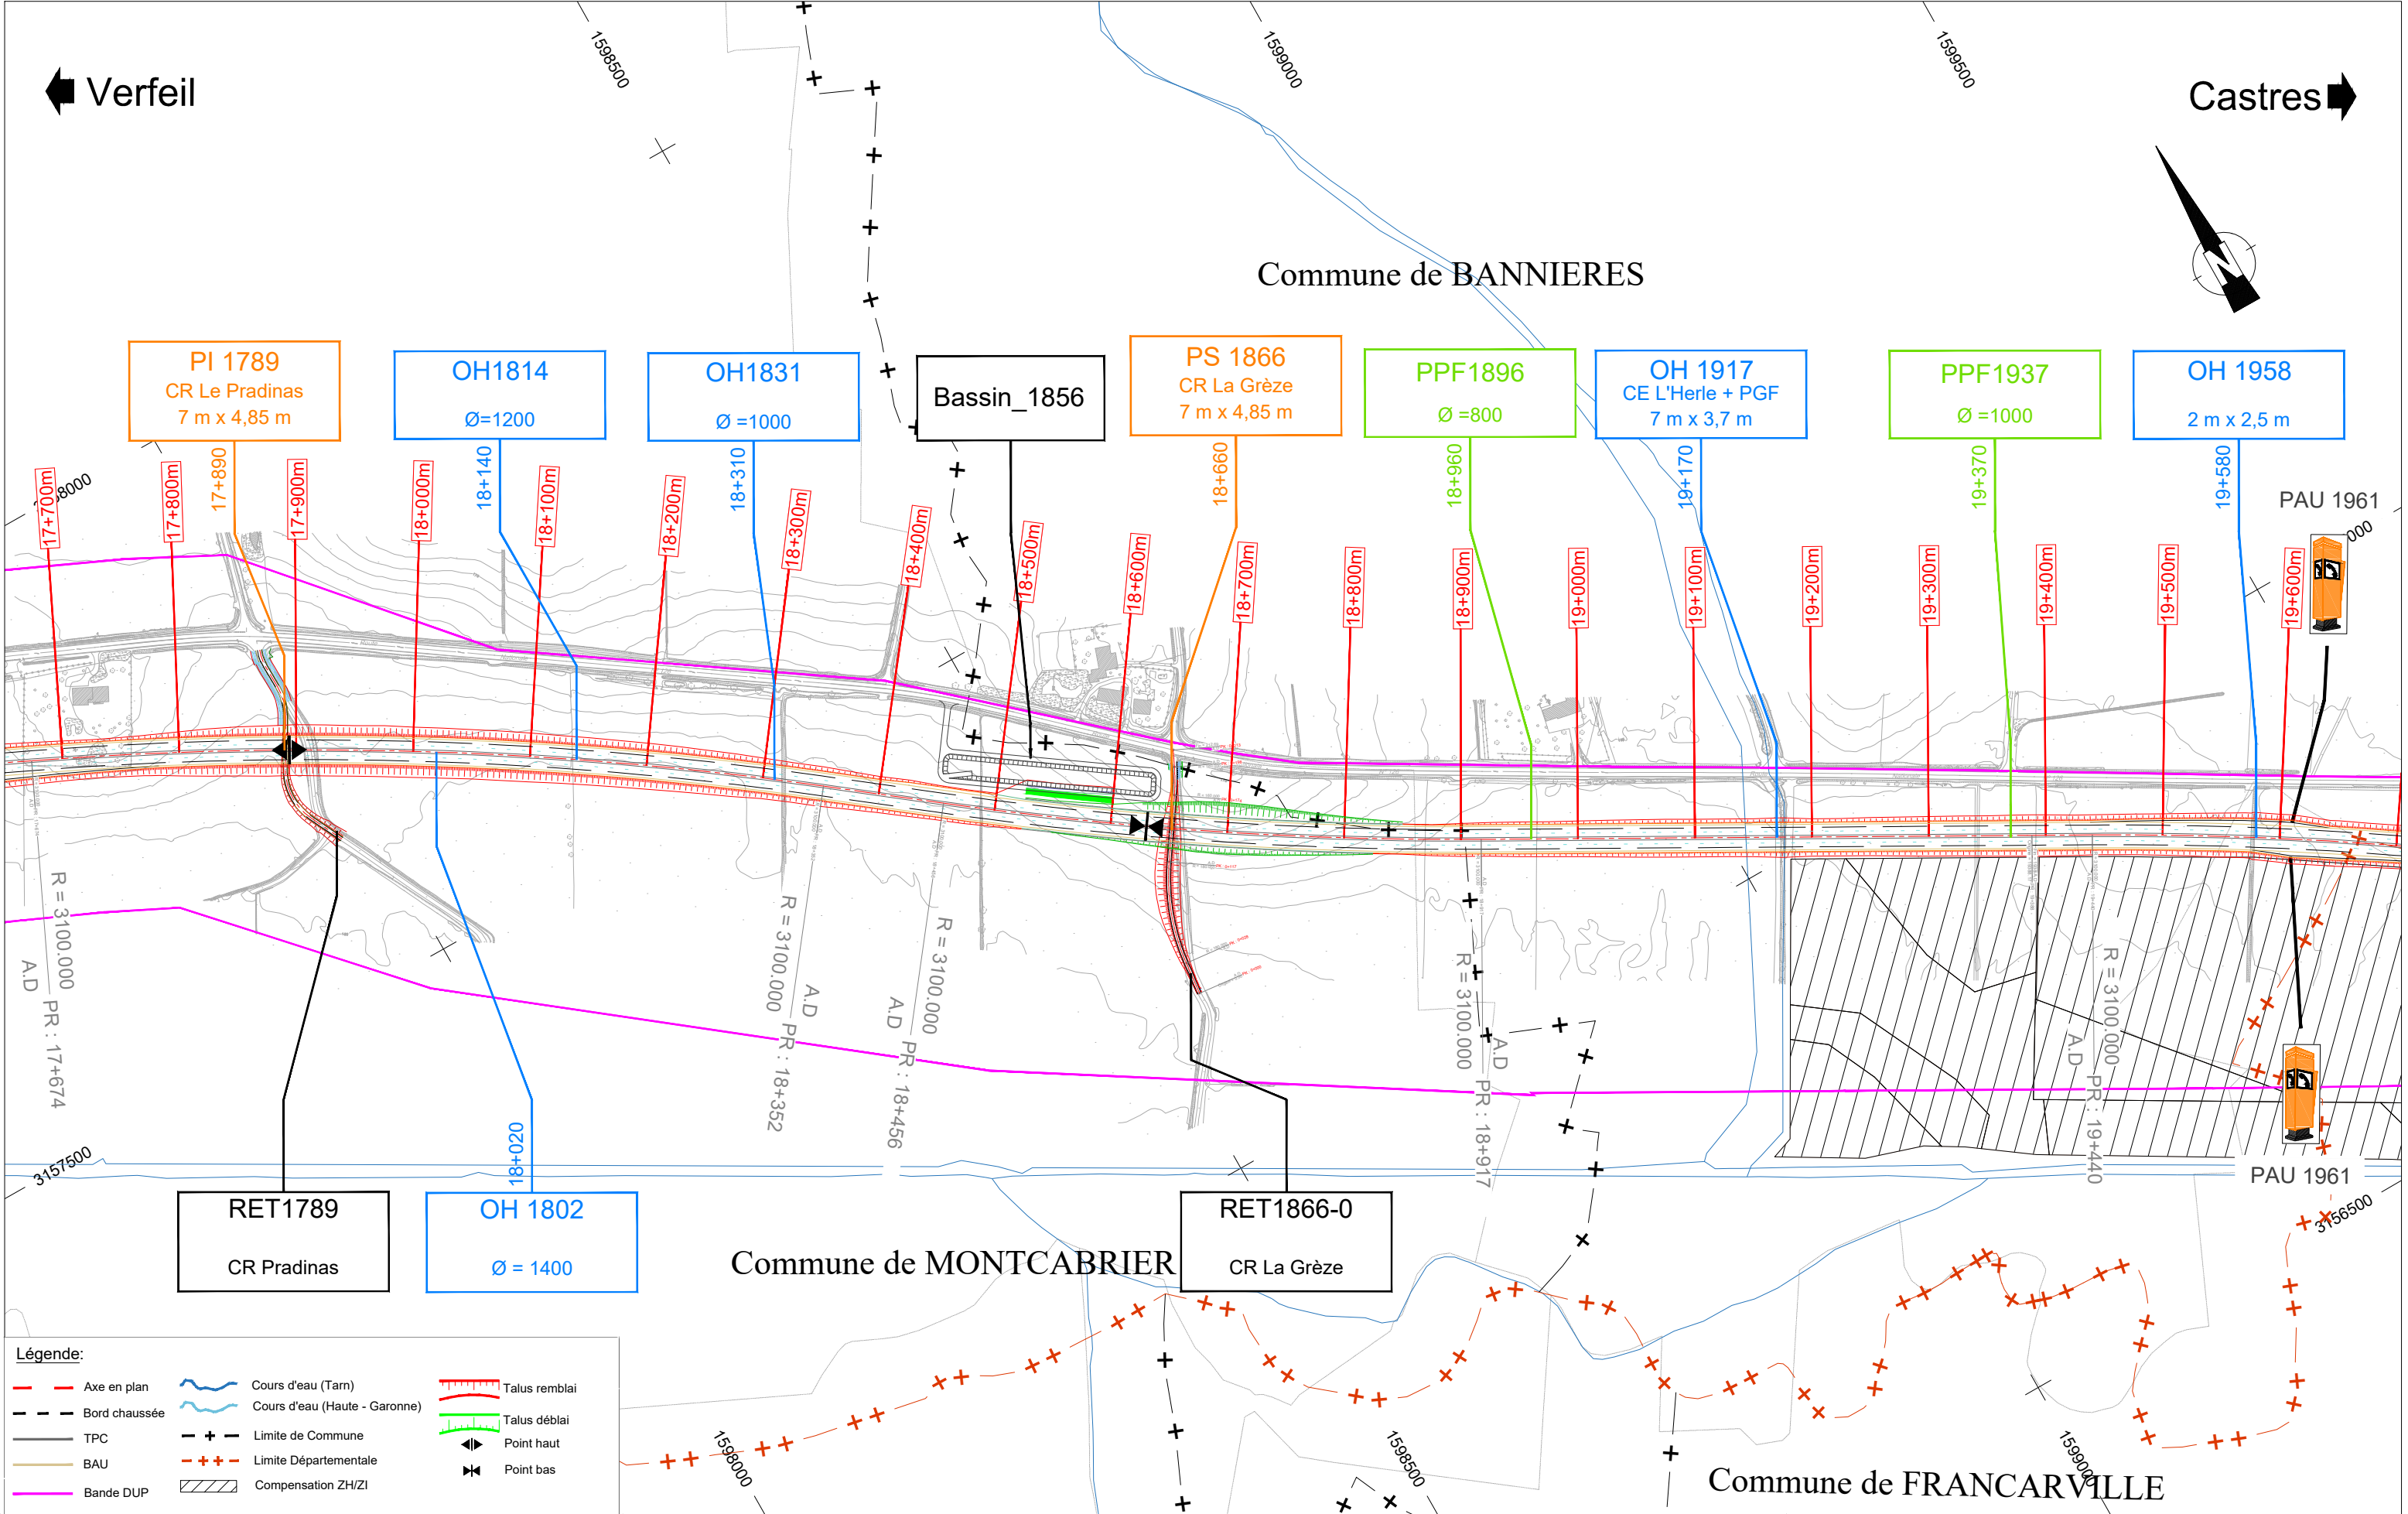 1598500
1599000
1599500
Verfeil
Castres
Commune de BANNIERES
PI 1789
CR Le Pradinas
7 m x 4,85 m
OH1814
Ø=1200
OH1831
Ø =1000
Bassin_1856
PS 1866
CR La Grèze
7 m x 4,85 m
PPF1896
Ø =800
OH 1917
CE L'Herle + PGF
7 m x 3,7 m
PPF1937
Ø =1000
OH 1958
2 m x 2,5 m
17+890
18+140
18+310
18+660
18+960
19+170
19+370
19+580
PAU 1961
17+700m
17+800m
17+900m
18+000m
18+100m
18+200m
18+300m
18+400m
18+500m
18+600m
18+700m
18+800m
18+900m
19+000m
19+100m
19+200m
19+300m
19+400m
19+500m
19+600m
R = 3100.000
A.D
PR : 17+674
R = 3100.000
A.D
PR : 18+352
R = 3100.000
A.D
PR : 18+456
R = 3100.000
A.D
PR : 18+917
R = 3100.000
A.D
PR : 19+440
3157500
18+020
PAU 1961
3156500
RET1789
CR Pradinas
OH 1802
Ø = 1400
RET1866-0
CR La Grèze
Commune de MONTCABRIER
1598000
1598500
1599000
Commune de FRANCARVILLE
Légende:
Axe en plan
Bord chaussée
TPC
BAU
Bande DUP
Cours d'eau (Tarn)
Cours d'eau (Haute - Garonne)
Limite de Commune
Limite Départementale
Compensation ZH/ZI
Talus remblai
Talus déblai
Point haut
Point bas